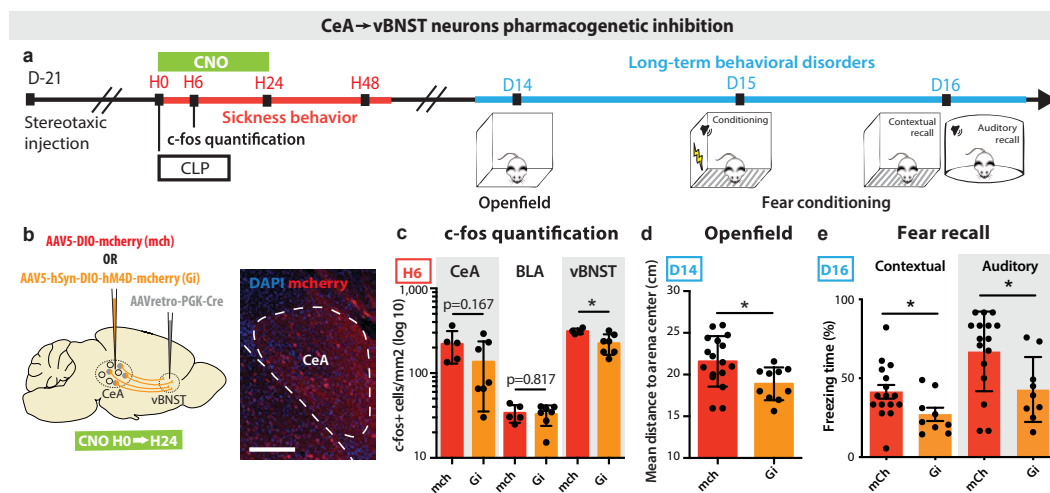 CeA→vBNST neurons pharmacogenetic inhibition
a
CNO
Long-term behavioral disorders
D-21
H0
H6
H24
H48
D14
D15
D16
Stereotaxic
injection
Sickness behavior
c-fos quantification
CLP
Conditioning
Contextual
recall
Auditory
recall
Openfield
Fear conditioning
b
AAV5-DIO-mcherry (mch)
OR
AAV5-hSyn-DIO-hM4D-mcherry (Gi)
AAVretro-PGK-Cre
CeA
vBNST
CNO H0➡H24
DAPI mcherry
CeA
c
c-fos quantification
H6
CeA
BLA
vBNST
c-fos+ cells/mm2 (log 10)
1,000
100
10
p=0.167
p=0.817
*
mch
Gi
mch
Gi
mch
Gi
d
Openfield
D14
Mean distance to arena center (cm)
30
25
20
15
10
*
mch
Gi
e
Fear recall
D16
Contextual
Auditory
Freezing time (%)
100
50
0
*
*
mCh
Gi
mCh
Gi